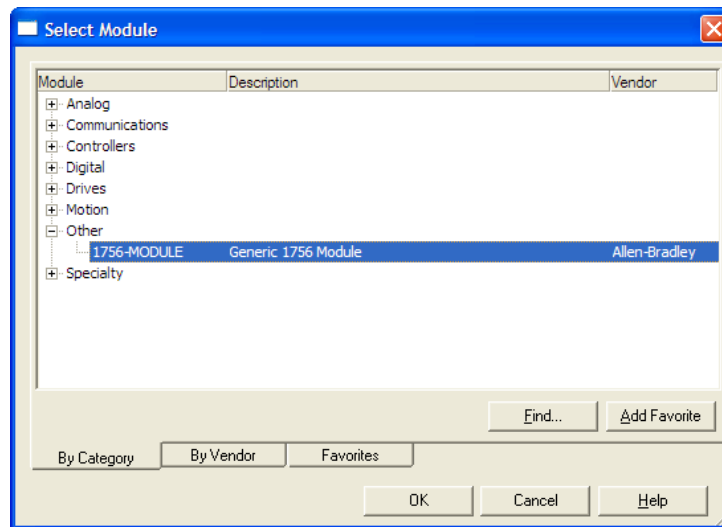 Select Module
Module Description Vendor
Analog
Communications
Controllers
Digital
Drives
Motion
Other
1756-MODULE Generic 1756 Module Allen-Bradley
Specialty
Find... Add Favorite
By Category By Vendor Favorites
OK Cancel Help